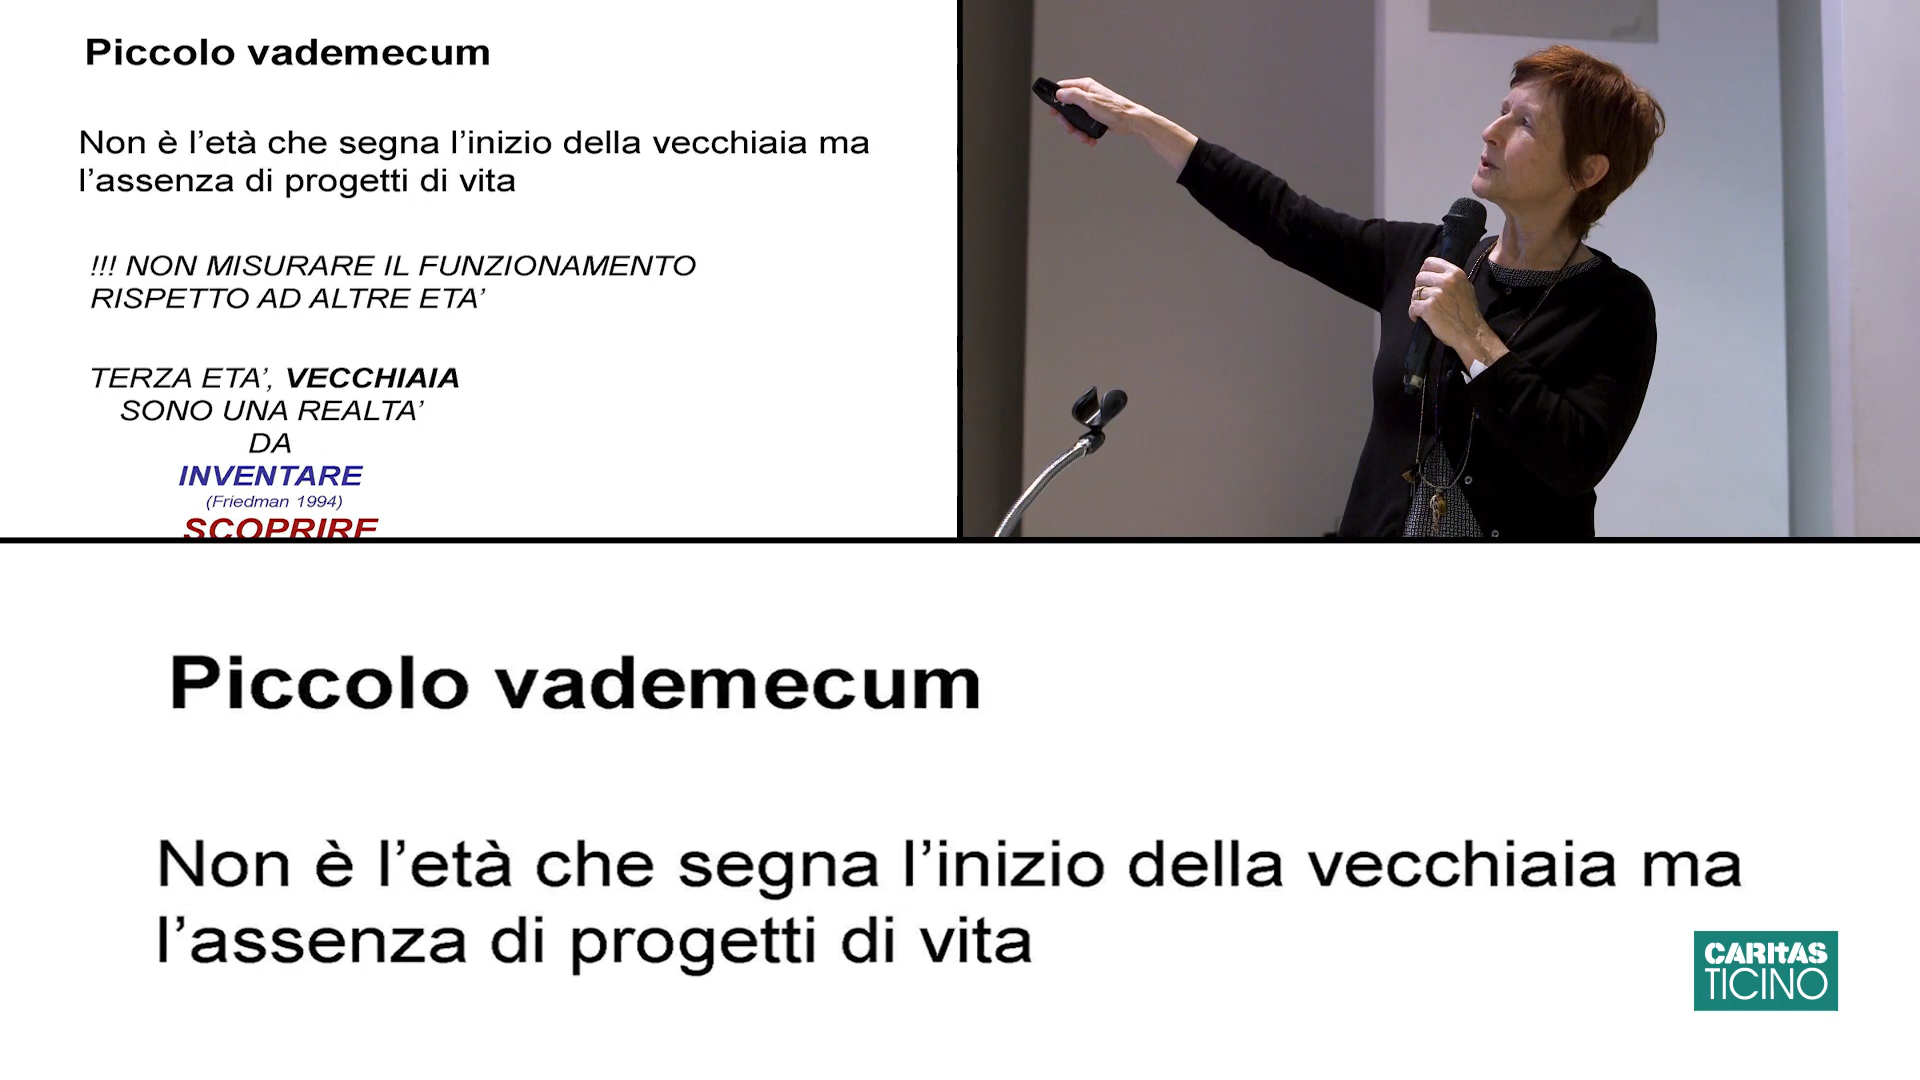 Piccolo vademecum
Non è l’età che segna l’inizio della vecchiaia ma
l’assenza di progetti di vita
!!! NON MISURARE IL FUNZIONAMENTO
RISPETTO AD ALTRE ETA’
TERZA ETA’, VECCHIAIA
SONO UNA REALTA’
DA
INVENTARE
(Friedman 1994)
SCOPRIRE
Piccolo vademecum
Non è l’età che segna l’inizio della vecchiaia ma
l’assenza di progetti di vita
CARITAS
TICINO